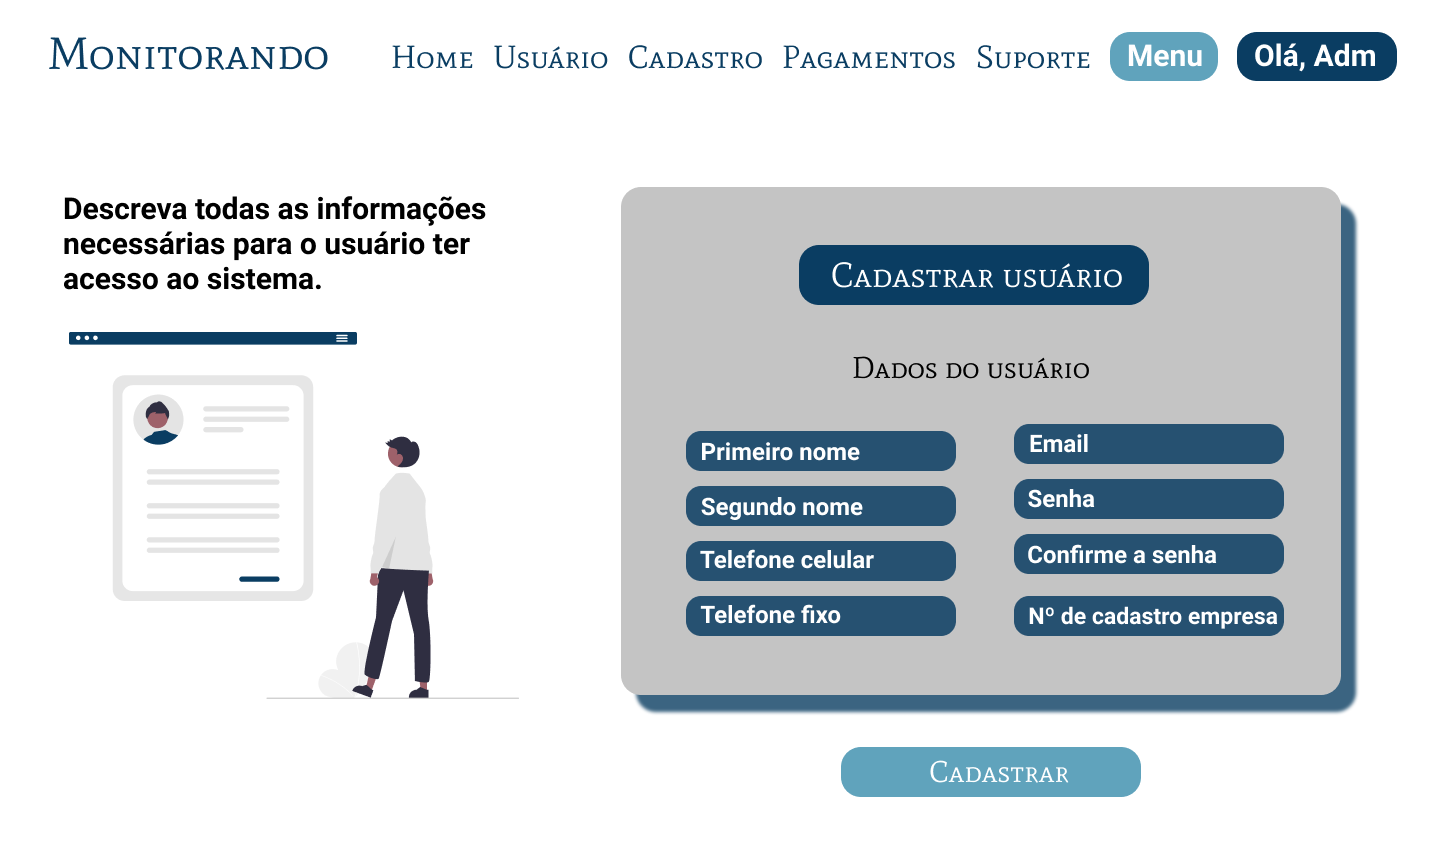 Monitorando
Home Usuário Cadastro Pagamentos Suporte Menu Olá, Adm
Descreva todas as informações
necessárias para o usuário ter
acesso ao sistema.
Cadastrar usuário
Dados do usuário
Primeiro nome
Segundo nome
Telefone celular
Telefone fixo
Email
Senha
Confirme a senha
Nº de cadastro empresa
Cadastrar